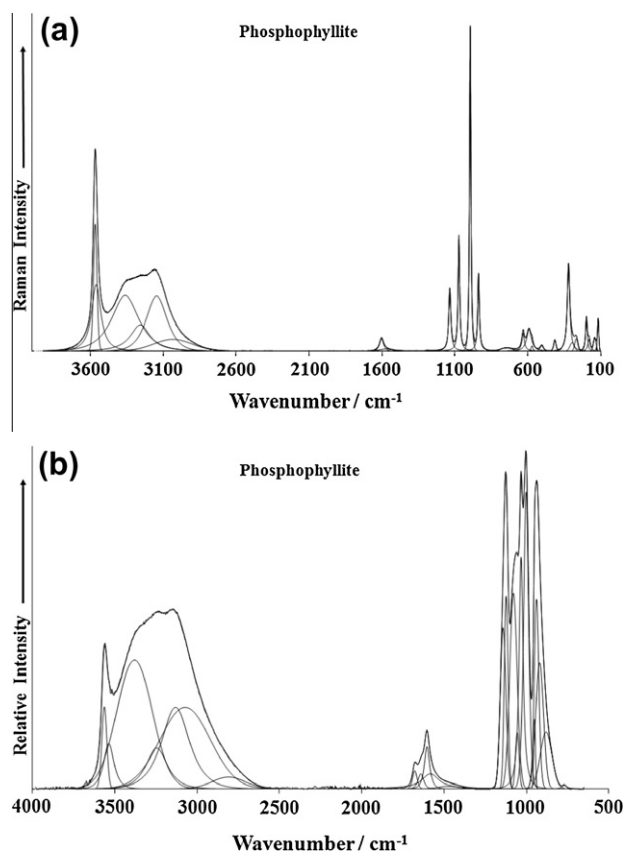 (a)
Phosphophyllite
Raman Intensity
3600 3100 2600 2100 1600 1100 600 100
Wavenumber / cm⁻¹
(b)
Phosphophyllite
Relative Intensity
4000 3500 3000 2500 2000 1500 1000 500
Wavenumber / cm⁻¹